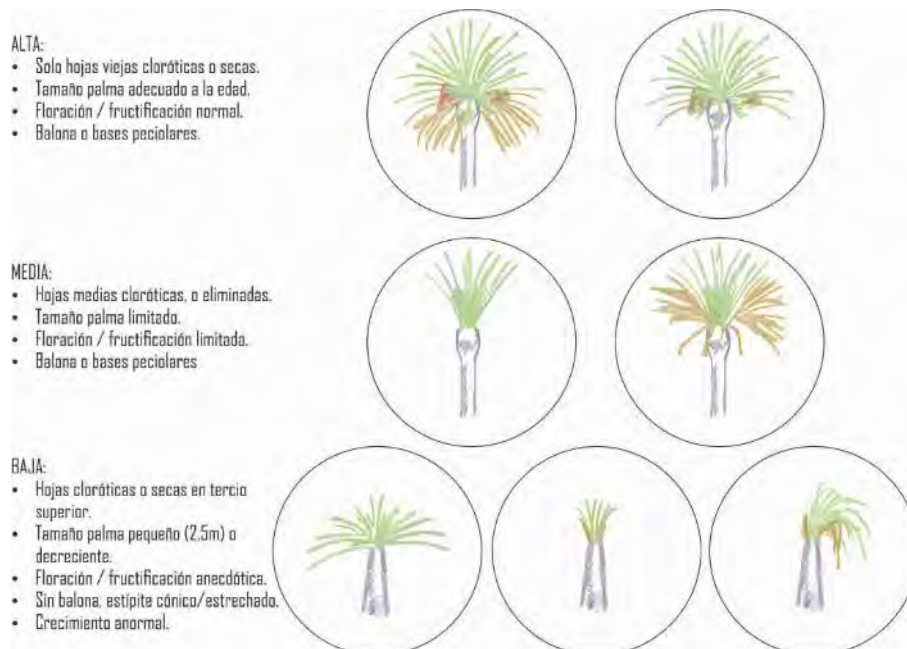 ALTA:
• Solo hojas viejas cloróticas o secas.
• Tamaño palma adecuado a la edad.
• Floración / fructificación normal.
• Balona o bases peciolares.
MEDIA:
• Hojas medias cloróticas, o eliminadas.
• Tamaño palma limitado.
• Floración / fructificación limitada.
• Balona o bases peciolares
BAJA:
• Hojas cloróticas o secas en tercio
superior.
• Tamaño palma pequeño (2,5m) o
decreciente.
• Floración / fructificación anecdótica.
• Sin balona, estípite cónico/estrechado.
• Crecimiento anormal.